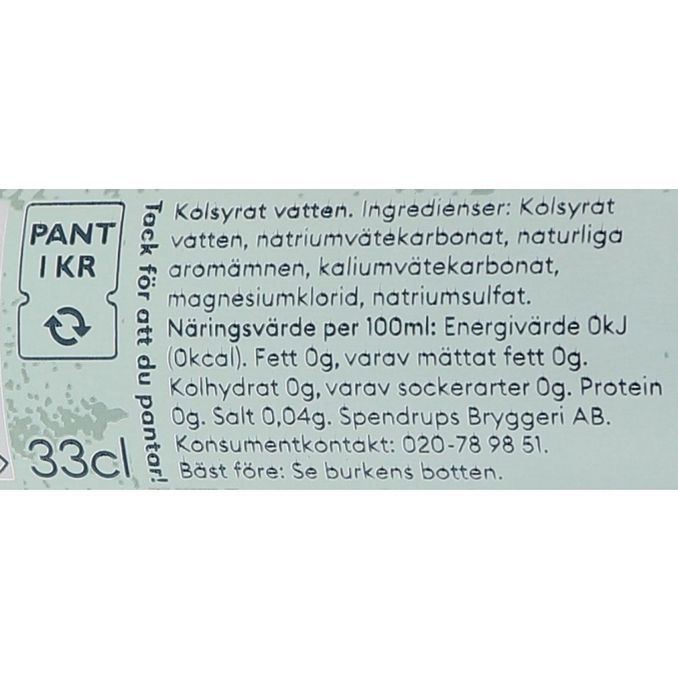 PANT
1 KR
33cl
Tack för att du pantar!
Kolsyrat vatten. Ingredienser: Kolsyrat
vatten, natriumvätekarbonat, naturliga
aromämnen, kaliumvätekarbonat,
magnesiumklorid, natriumsulfat.
Näringsvärde per 100ml: Energivärde 0kJ
(0kcal). Fett 0g, varav mättat fett 0g.
Kolhydrat 0g, varav sockerarter 0g. Protein
0g. Salt 0,04g. Spendrups Bryggeri AB.
Konsumentkontakt: 020-78 98 51.
Bäst före: Se burkens botten.